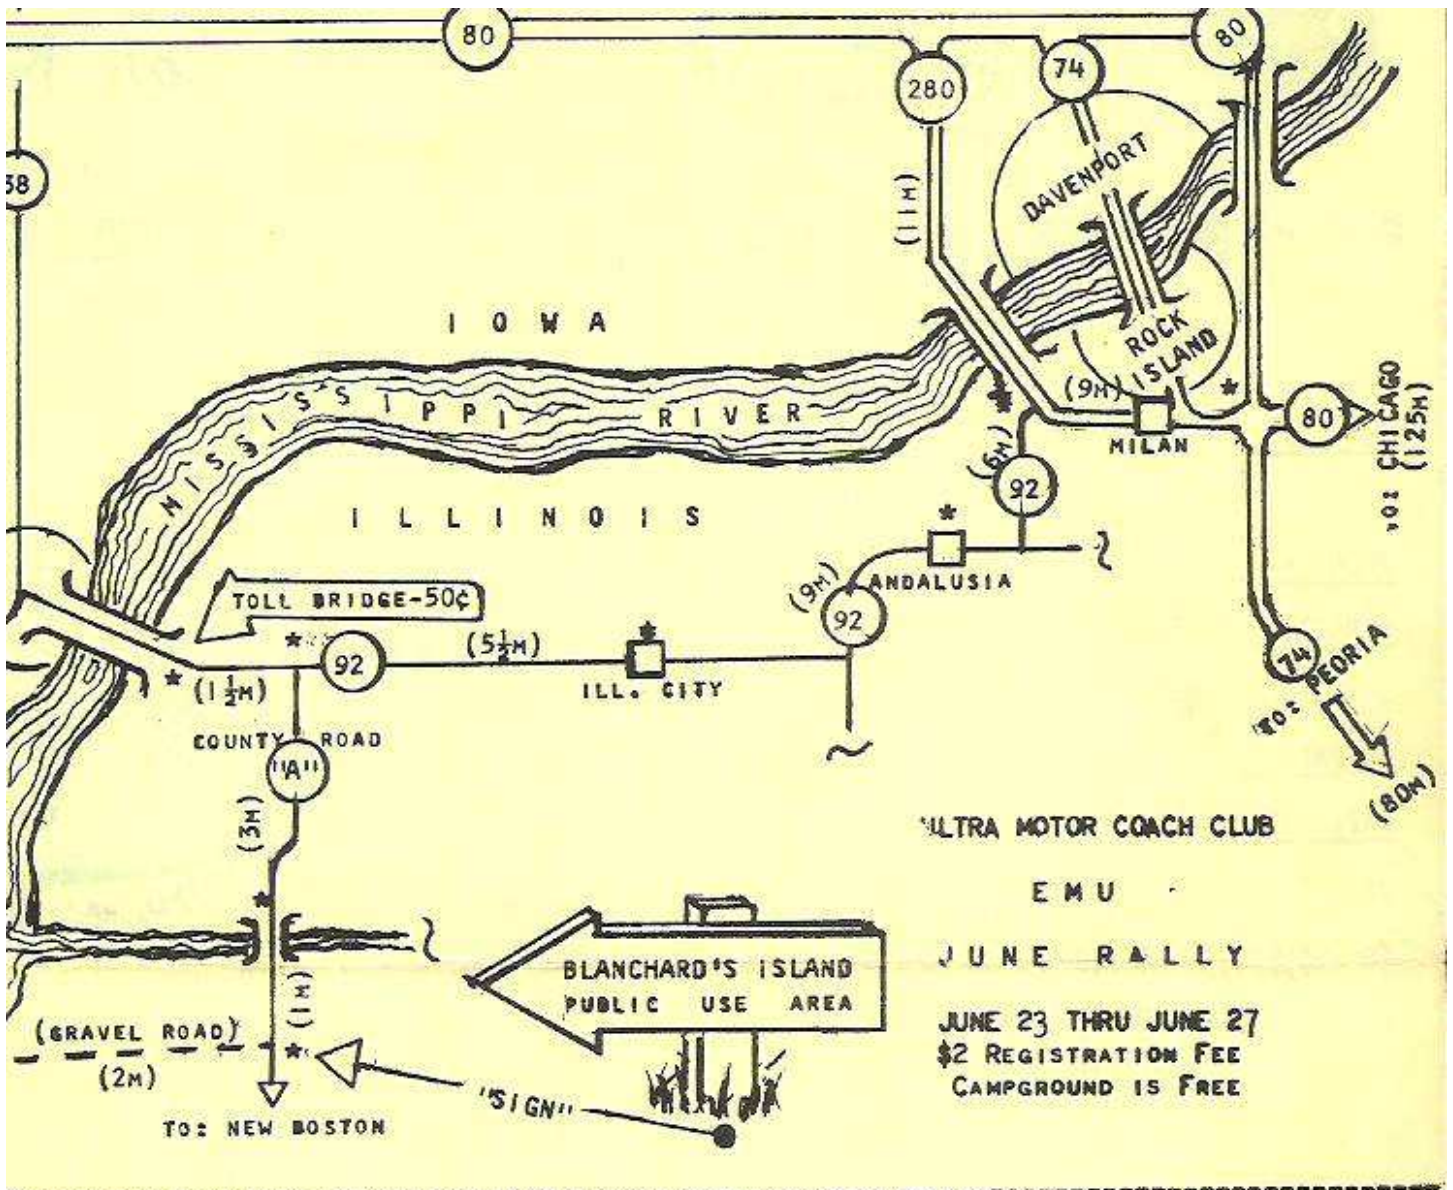 80
80
74
280
38
DAVENPORT
(11M)
IOWA
ROCK
ISLAND
(9M)
80
TO: CHICAGO
(125M)
MISSISSIPPI RIVER
MILAN
(6M)
92
ILLINOIS
ANDALUSIA
(9M)
92
TOLL BRIDGE-50¢
(5½M)
92
(1½M)
ILL. CITY
74
TO: PEORIA
(80M)
COUNTY ROAD
"A"
(3M)
ULTRA MOTOR COACH CLUB
EMU
JUNE RALLY
BLANCHARD'S ISLAND
PUBLIC USE AREA
(1M)
JUNE 23 THRU JUNE 27
$2 REGISTRATION FEE
CAMPGROUND IS FREE
(GRAVEL ROAD)
(2M)
"SIGN"
TO: NEW BOSTON